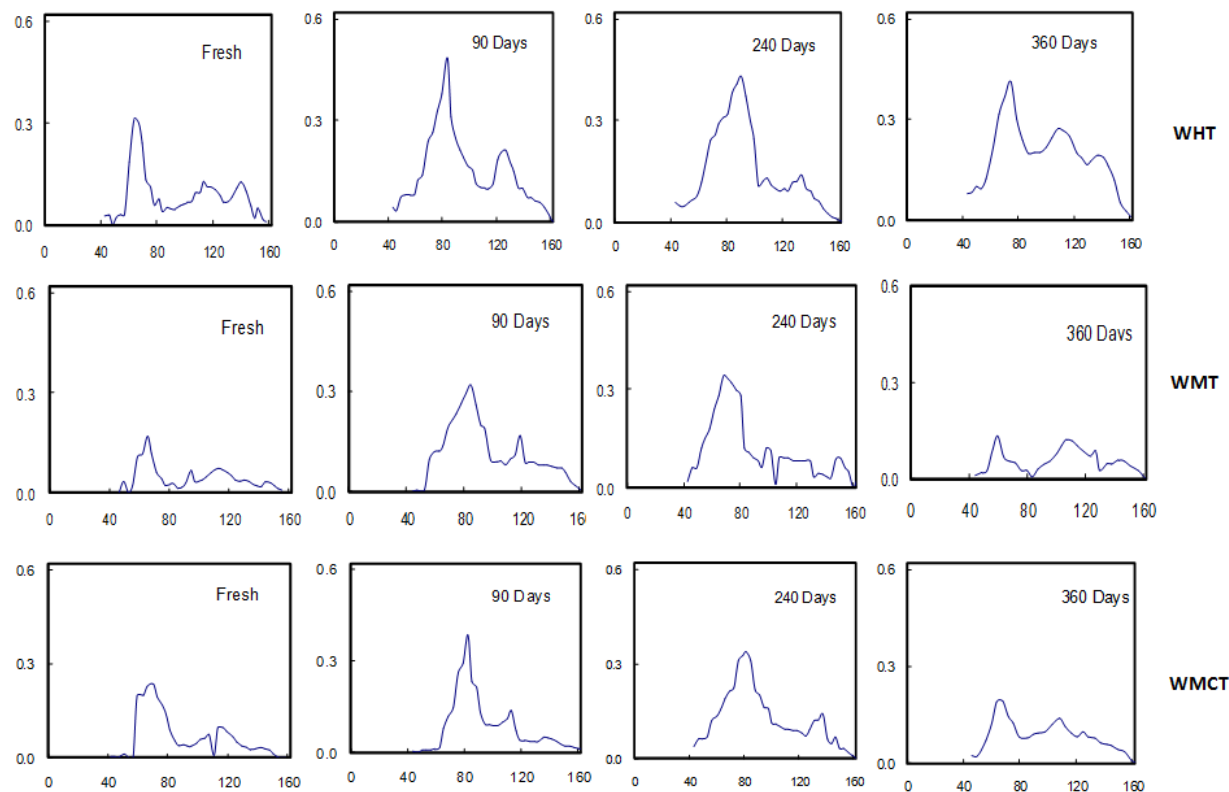 0.6 0.6 0.6 0.6
Fresh 90 Days 240 Days 360 Days
0.3 0.3 0.3 0.3 WHT
0.0 0.0 0.0 0.0
0 40 80 120 160 0 40 80 120 160 0 40 80 120 160 0 40 80 120 160
0.6 0.6 0.6 0.6
Fresh 90 Days 240 Days 360 Davs
0.3 0.3 0.3 0.3 WMT
0.0 0.0 0.0 0.0
0 40 80 120 160 0 40 80 120 160 0 40 80 120 160 0 40 80 120 160
0.6 0.6 0.6 0.6
Fresh 90 Days 240 Days 360 Days
0.3 0.3 0.3 0.3 WMCT
0.0 0.0 0.0 0.0
0 40 80 120 160 0 40 80 120 160 0 40 80 120 160 0 40 80 120 160